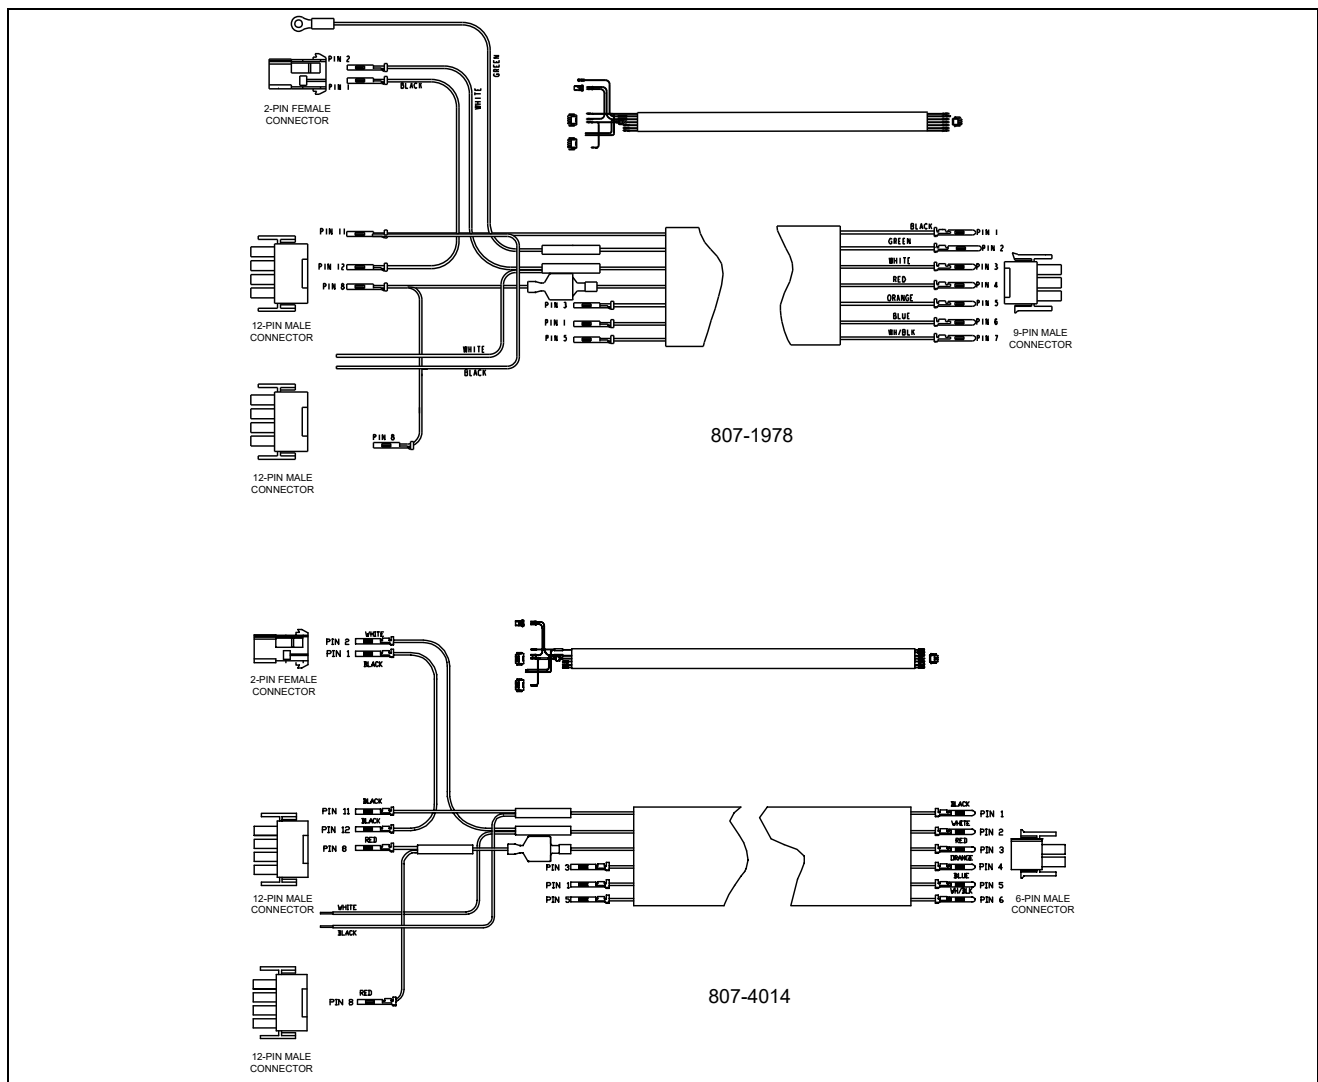 PIN 2
PIN 1
BLACK
WHITE
GREEN
2-PIN FEMALE
CONNECTOR
PIN 11
PIN 12
PIN 8
12-PIN MALE
CONNECTOR
PIN 3
PIN 1
PIN 5
WHITE
BLACK
PIN 8
12-PIN MALE
CONNECTOR
BLACK PIN 1
GREEN PIN 2
WHITE PIN 3
RED PIN 4
ORANGE PIN 5
BLUE PIN 6
WH/BLK PIN 7
9-PIN MALE
CONNECTOR
807-1978
PIN 2 WHITE
PIN 1 BLACK
2-PIN FEMALE
CONNECTOR
PIN 11 BLACK
PIN 12 BLACK
PIN 8 RED
12-PIN MALE
CONNECTOR
PIN 3
PIN 1
PIN 5
WHITE
BLACK
PIN 8 RED
12-PIN MALE
CONNECTOR
BLACK PIN 1
WHITE PIN 2
RED PIN 3
ORANGE PIN 4
BLUE PIN 5
WH/BLK PIN 6
6-PIN MALE
CONNECTOR
807-4014